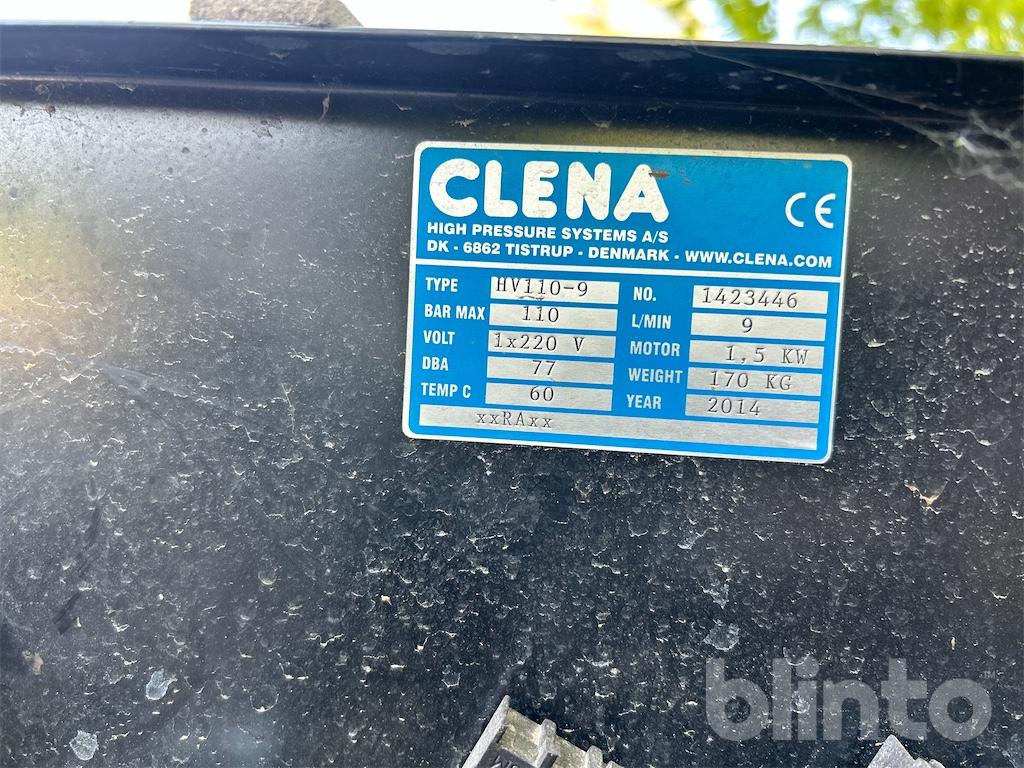 CLENA
CE
HIGH PRESSURE SYSTEMS A/S
DK - 6862 TISTRUP - DENMARK - WWW.CLENA.COM
TYPE HV110-9 NO. 1423446
BAR MAX 110 L/MIN 9
VOLT 1x220 V MOTOR 1,5 KW
DBA 77 WEIGHT 170 KG
TEMP C 60 YEAR 2014
xxRAxx
blinto